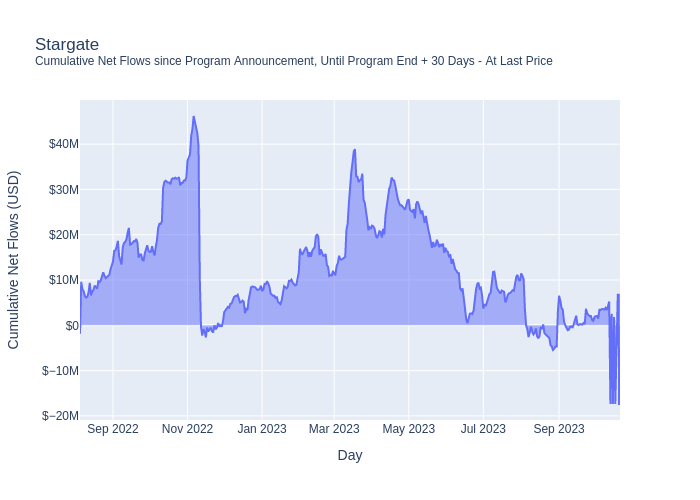 Stargate
Cumulative Net Flows since Program Announcement, Until Program End + 30 Days - At Last Price
Cumulative Net Flows (USD)
$40M
$30M
$20M
$10M
$0
$−10M
$−20M
Sep 2022 Nov 2022 Jan 2023 Mar 2023 May 2023 Jul 2023 Sep 2023
Day